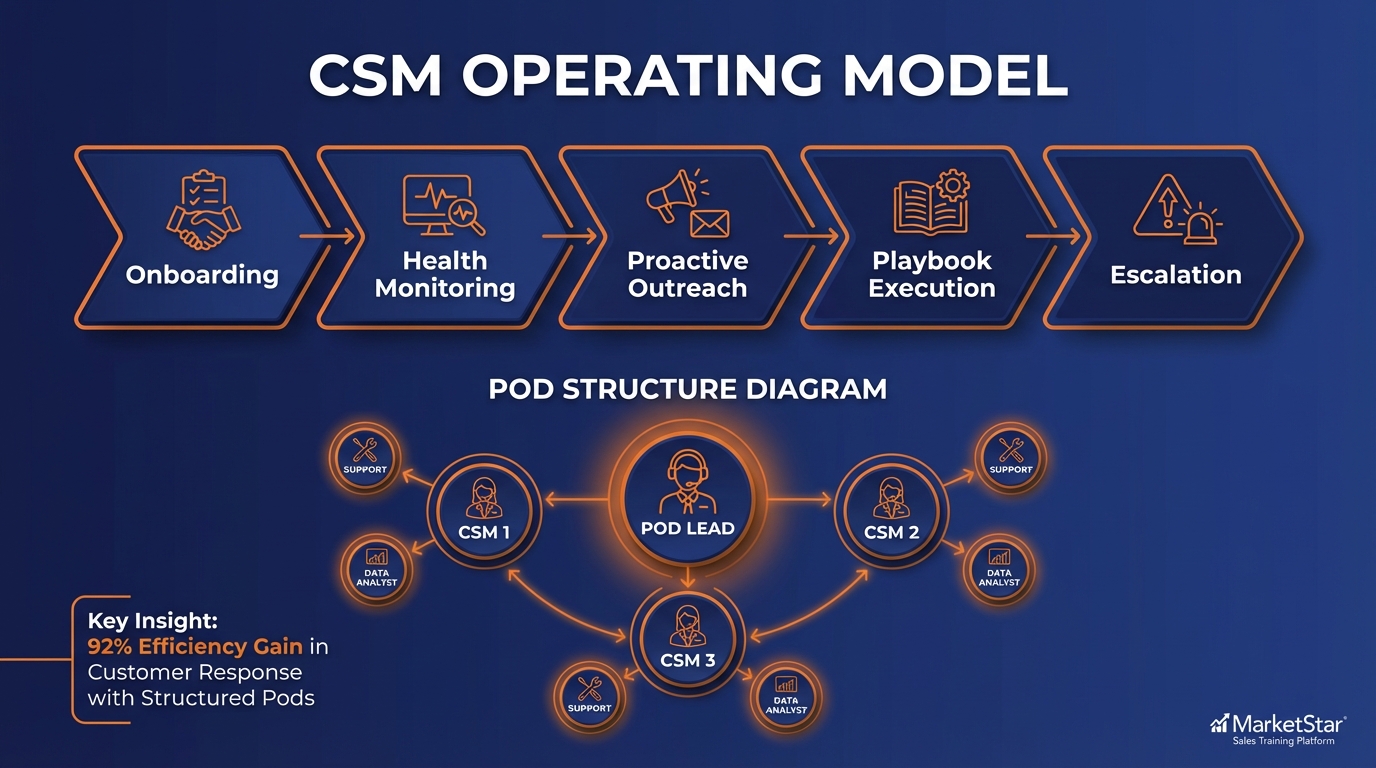 CSM OPERATING MODEL
Onboarding
Health
Monitoring
Proactive
Outreach
Playbook
Execution
Escalation
POD STRUCTURE DIAGRAM
SUPPORT
DATA
ANALYST
CSM 1
POD LEAD
CSM 2
SUPPORT
DATA
ANALYST
CSM 3
SUPPORT
DATA
ANALYST
Key Insight:
92% Efficiency Gain in
Customer Response
with Structured Pods
MarketStar
Sales Training Platform